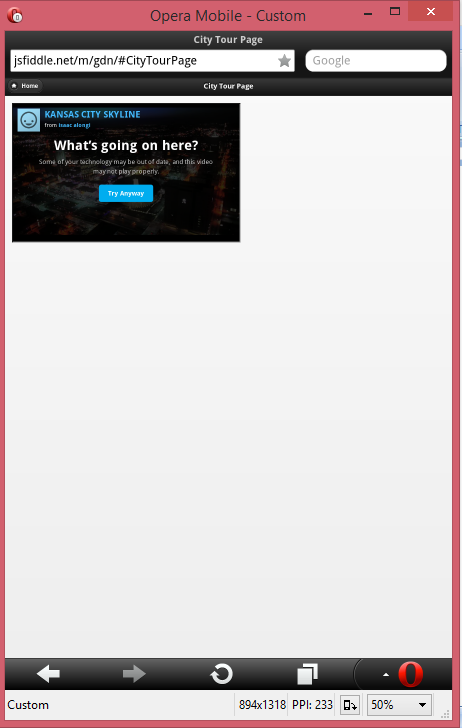 Opera Mobile - Custom
City Tour Page
jsfiddle.net/m/gdn/#CityTourPage
Google
Home
City Tour Page
KANSAS CITY SKYLINE
from isaac alongi
What's going on here?
Some of your technology may be out of date, and this video
may not play properly.
Try Anyway
Custom
894x1318
PPI: 233
50%